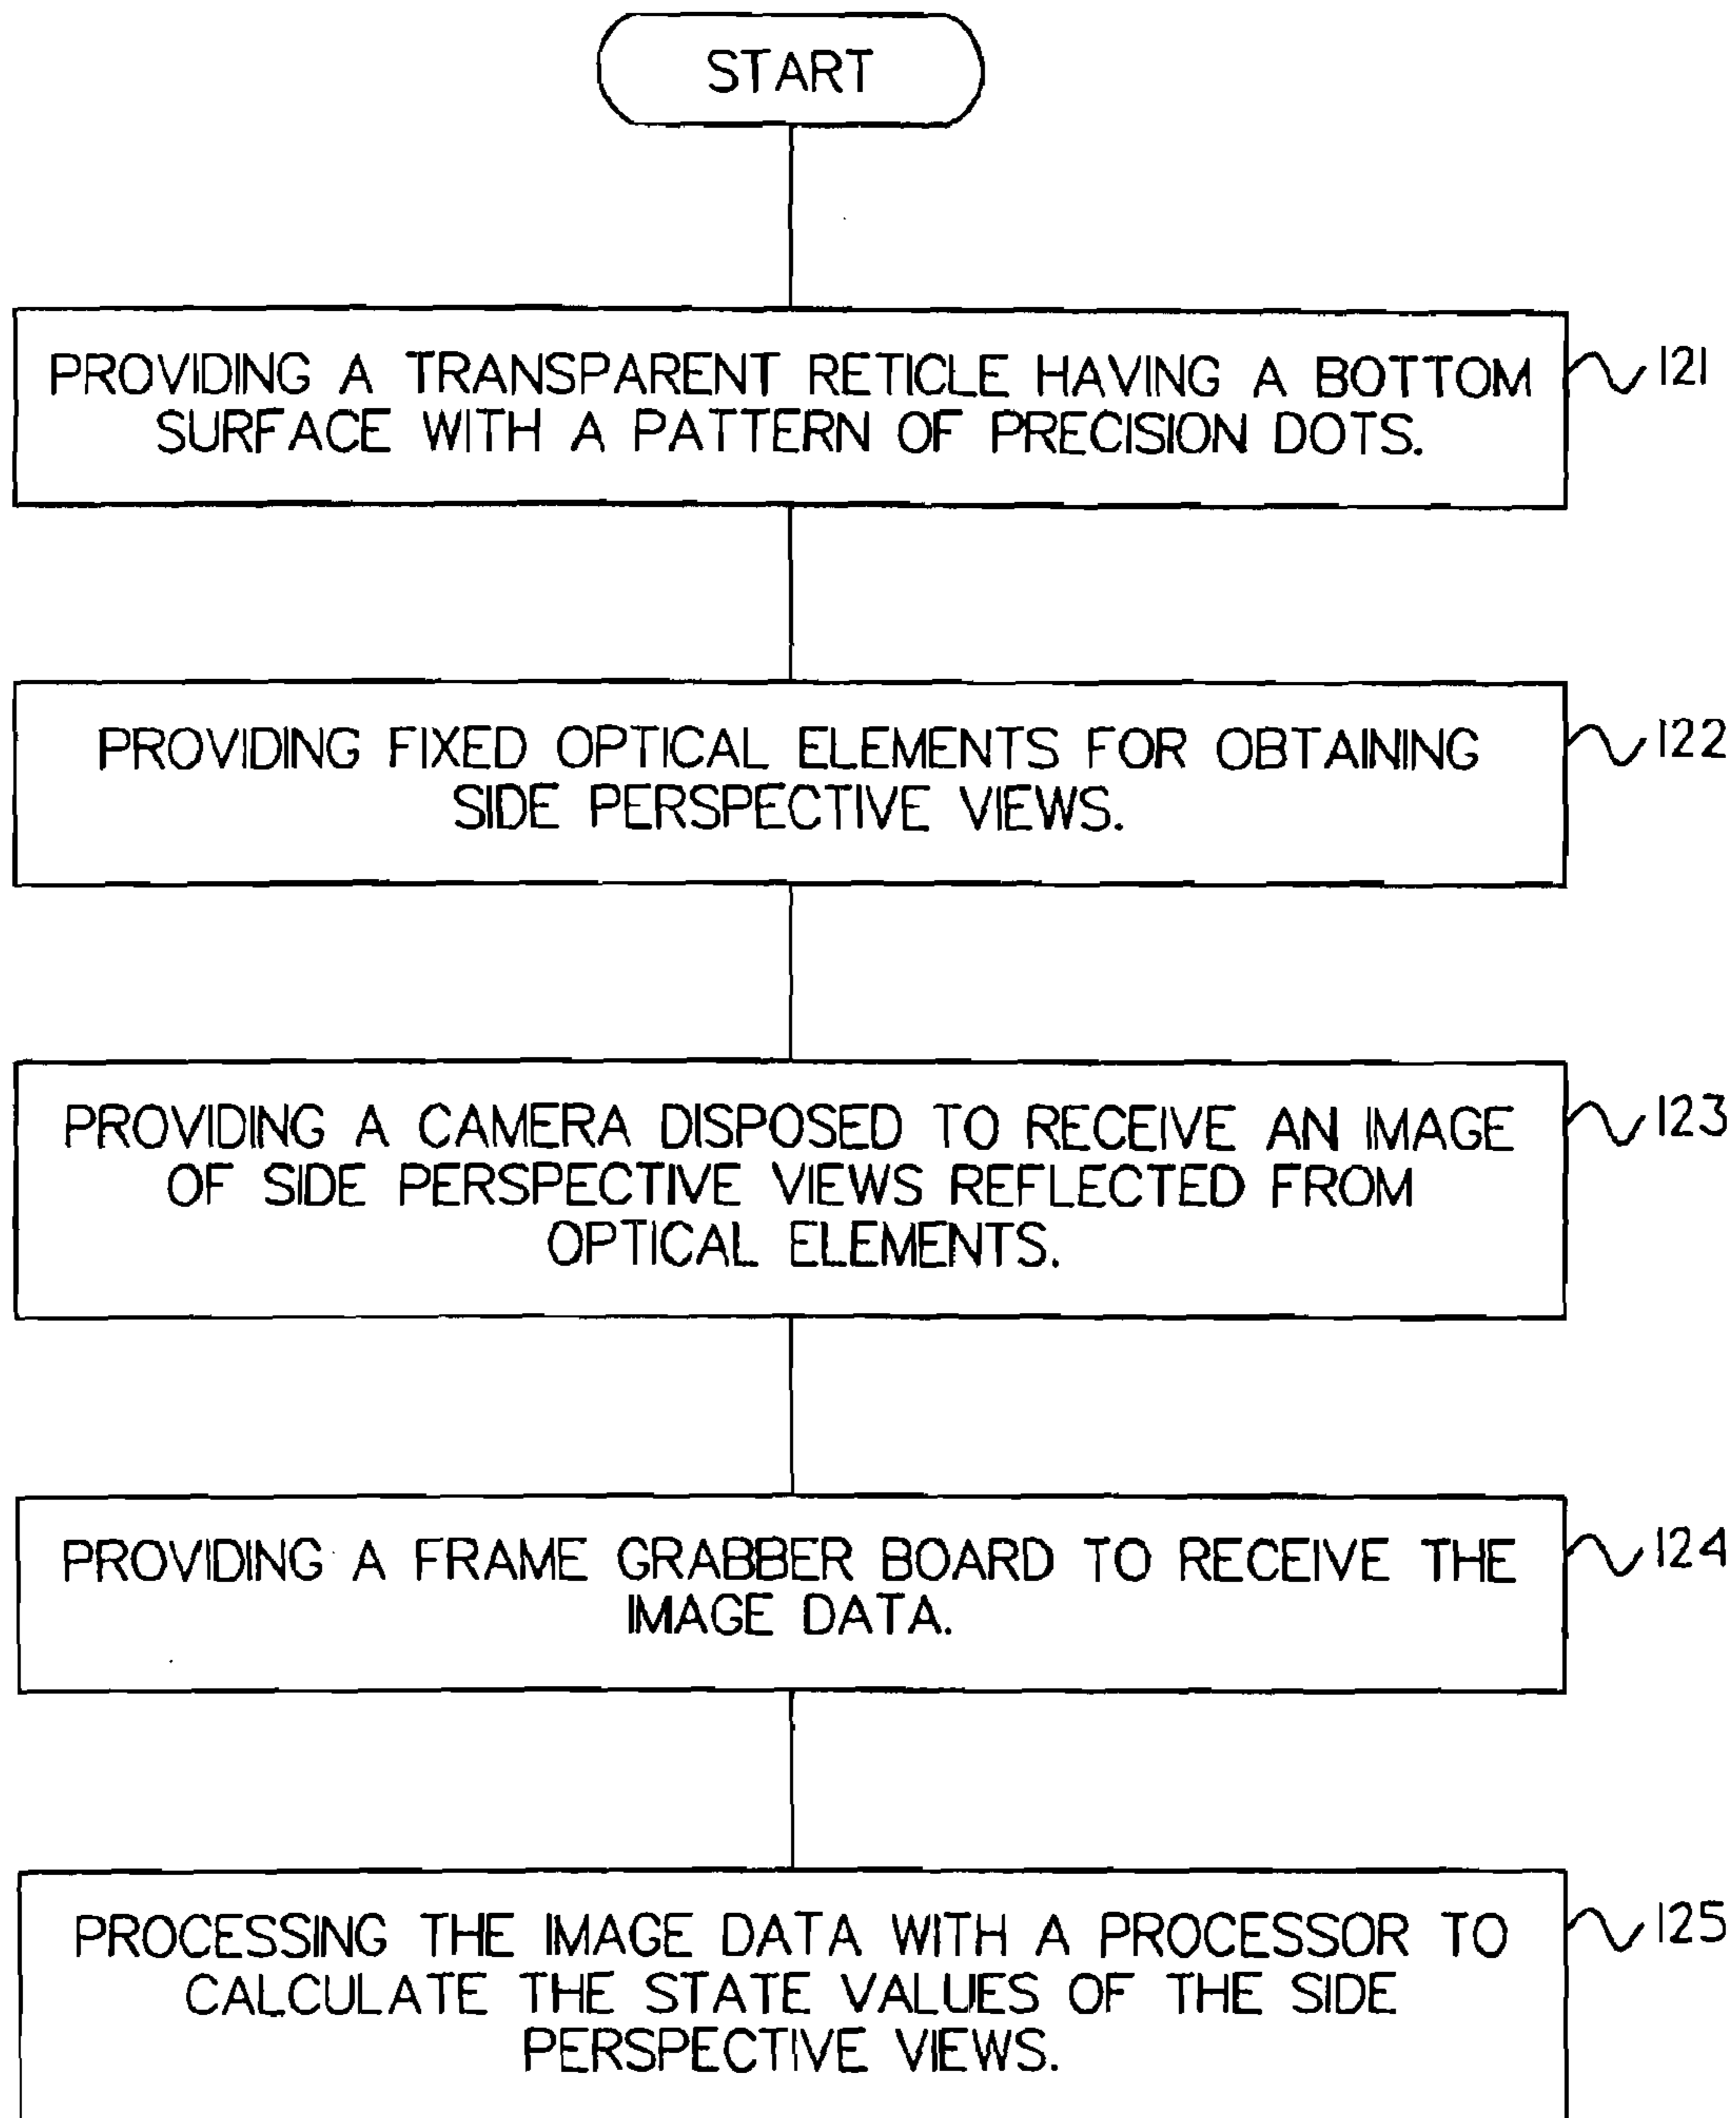 START
PROVIDING A TRANSPARENT RETICLE HAVING A BOTTOM
SURFACE WITH A PATTERN OF PRECISION DOTS.
121
PROVIDING FIXED OPTICAL ELEMENTS FOR OBTAINING
SIDE PERSPECTIVE VIEWS.
122
PROVIDING A CAMERA DISPOSED TO RECEIVE AN IMAGE
OF SIDE PERSPECTIVE VIEWS REFLECTED FROM
OPTICAL ELEMENTS.
123
PROVIDING A FRAME GRABBER BOARD TO RECEIVE THE
IMAGE DATA.
124
PROCESSING THE IMAGE DATA WITH A PROCESSOR TO
CALCULATE THE STATE VALUES OF THE SIDE
PERSPECTIVE VIEWS.
125